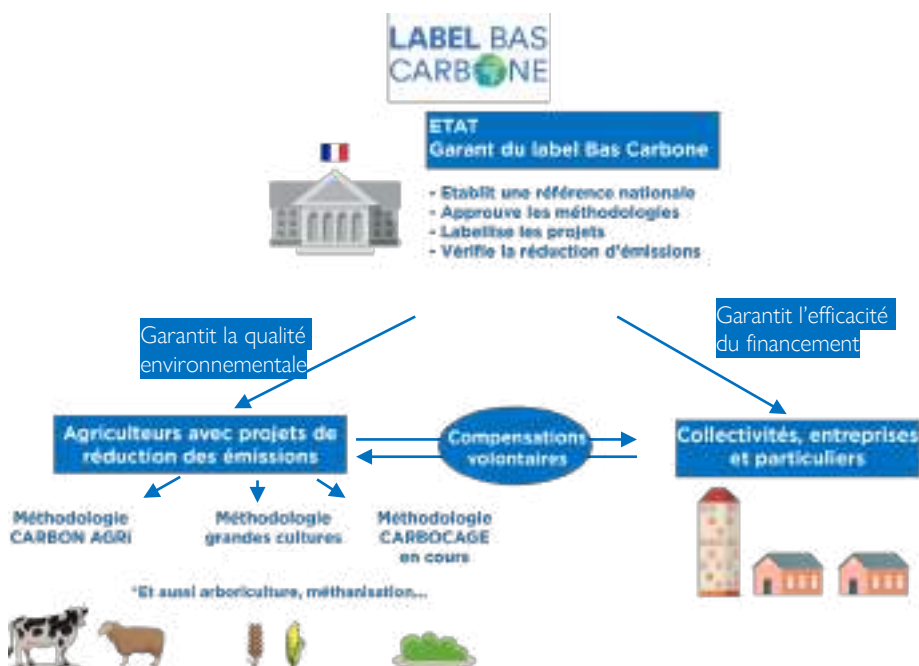 LABEL BAS
CARBONE
ETAT
Garant du label Bas Carbone
- Etablit une référence nationale
- Approuve les méthodologies
- Labellise les projets
- Vérifie la réduction d'émissions
Garantit la qualité
environnementale
Garantit l'efficacité
du financement
Agriculteurs avec projets de
réduction des émissions
Compensations
volontaires
Collectivités, entreprises
et particuliers
Méthodologie
CARBON AGRI
Méthodologie
grandes cultures
Méthodologie
CARBOCAGE
en cours
*Et aussi arboriculture, méthanisation...